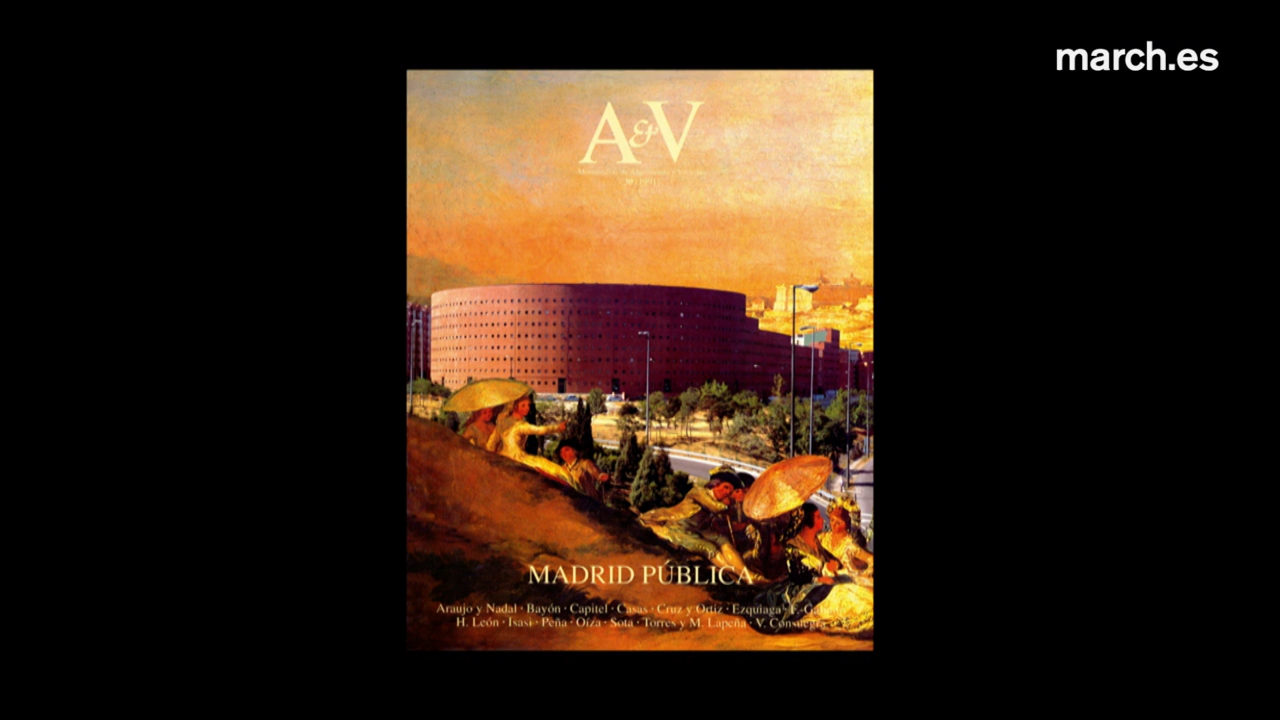 march.es
A&V
MADRID PÚBLICA
Araujo y Nadal · Bayón · Capitel · Casas · Cruz y Ortiz · Ezquiaga ·
H. León · Isasi · Peña · Oíza · Sota · Torres y M. Lapeña · V. Consuegra